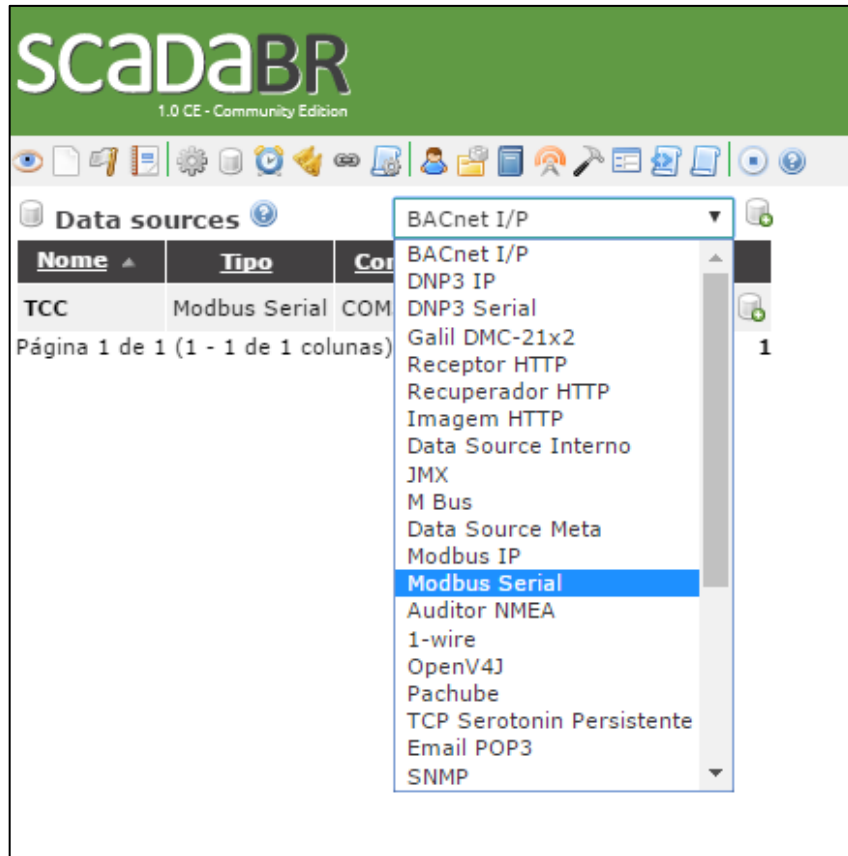 scaDaBR
1.0 CE - Community Edition
Data sources
BACnet I/P
Nome
Tipo
TCC
Modbus Serial
COM
Página 1 de 1 (1 - 1 de 1 colunas)
1
BACnet I/P
DNP3 IP
DNP3 Serial
Galil DMC-21x2
Receptor HTTP
Recuperador HTTP
Imagem HTTP
Data Source Interno
JMX
M Bus
Data Source Meta
Modbus IP
Modbus Serial
Auditor NMEA
1-wire
OpenV4J
Pachube
TCP Serotonin Persistente
Email POP3
SNMP